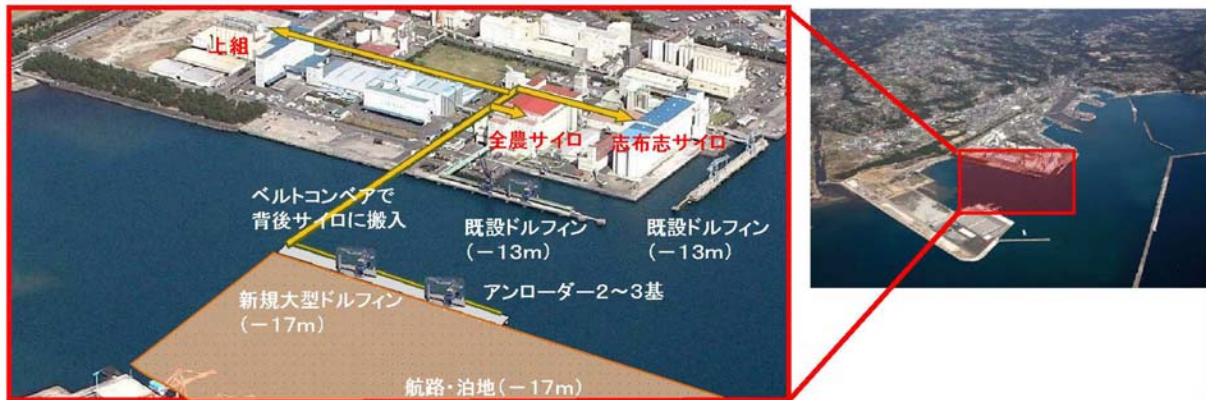 上組
全農サイロ
志布志サイロ
ベルトコンベアで
背後サイロに搬入
既設ドルフィン
(－13m)
既設ドルフィン
(－13m)
アンローダー2～3基
新規大型ドルフィン
(－17m)
航路・泊地(－17m)